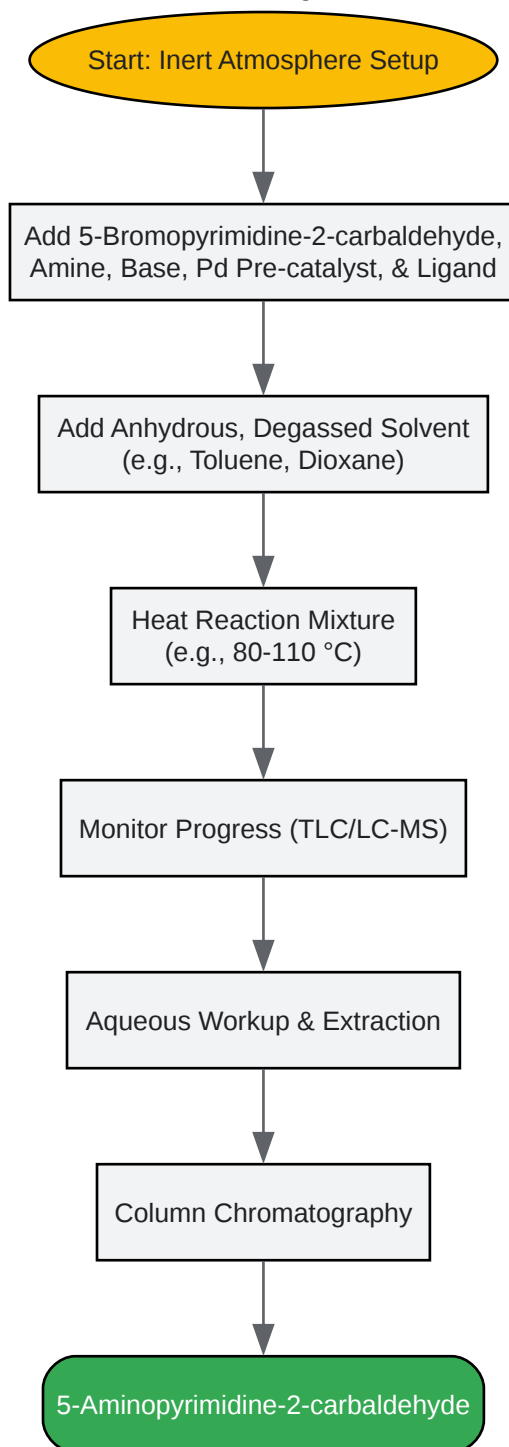 Start: Inert Atmosphere Setup
Add 5-Bromopyrimidine-2-carbaldehyde,
Amine, Base, Pd Pre-catalyst, & Ligand
Add Anhydrous, Degassed Solvent
(e.g., Toluene, Dioxane)
Heat Reaction Mixture
(e.g., 80-110 °C)
Monitor Progress (TLC/LC-MS)
Aqueous Workup & Extraction
Column Chromatography
5-Aminopyrimidine-2-carbaldehyde